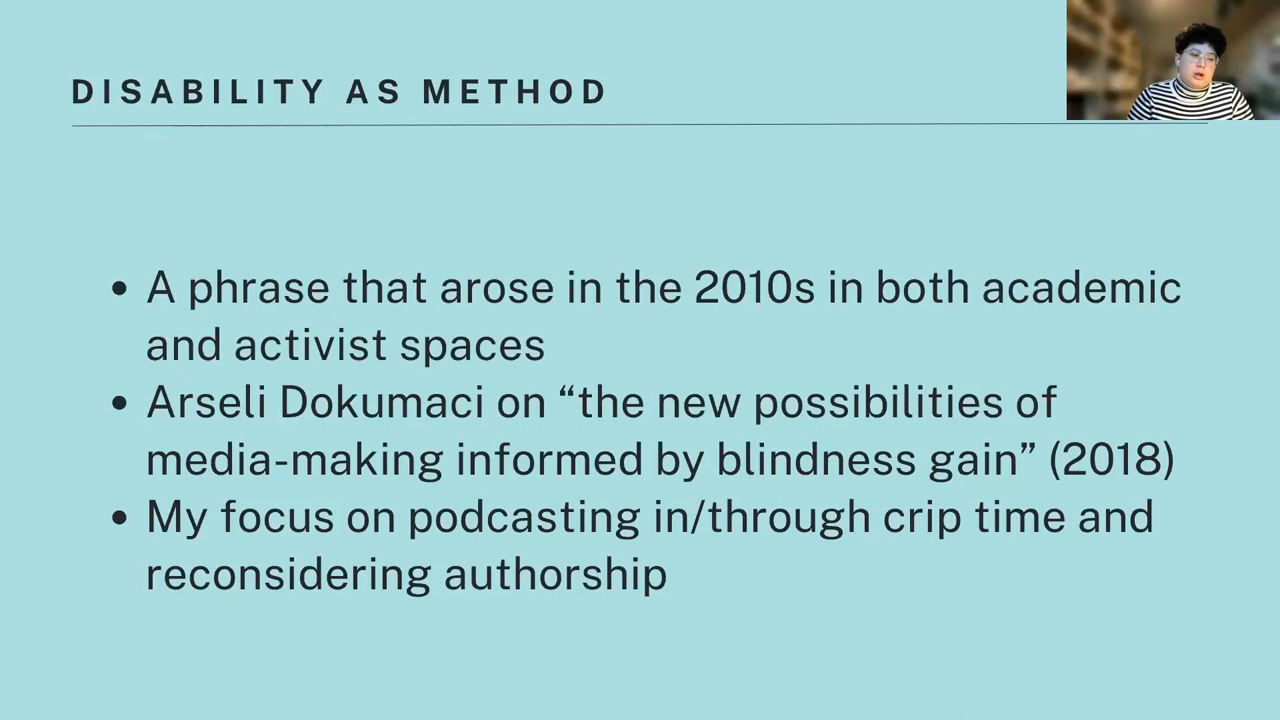 DISABILITY AS METHOD
• A phrase that arose in the 2010s in both academic
and activist spaces
• Arseli Dokumaci on “the new possibilities of
media-making informed by blindness gain” (2018)
• My focus on podcasting in/through crip time and
reconsidering authorship